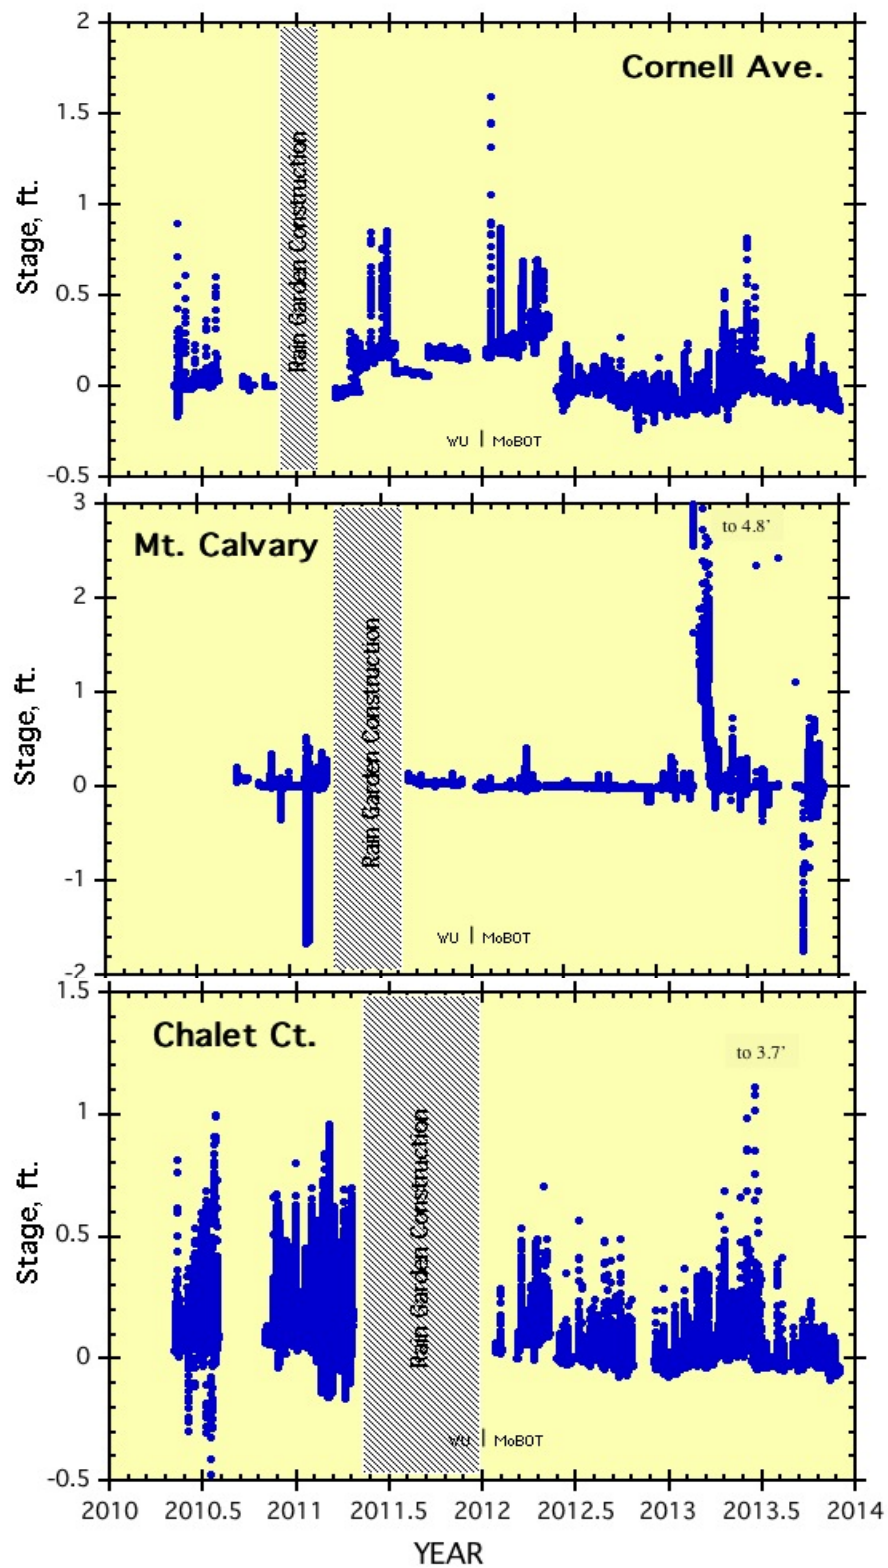 2
Cornell Ave.
1.5
1
0.5
0
-0.5
Stage, ft.
Rain Garden Construction
WU | MoBOT
3
Mt. Calvary
to 4.8'
2
1
0
-1
-2
Stage, ft.
Rain Garden Construction
WU | MoBOT
1.5
Chalet Ct.
to 3.7'
1
0.5
0
-0.5
Stage, ft.
Rain Garden Construction
WU | MoBOT
2010 2010.5 2011 2011.5 2012 2012.5 2013 2013.5 2014
YEAR